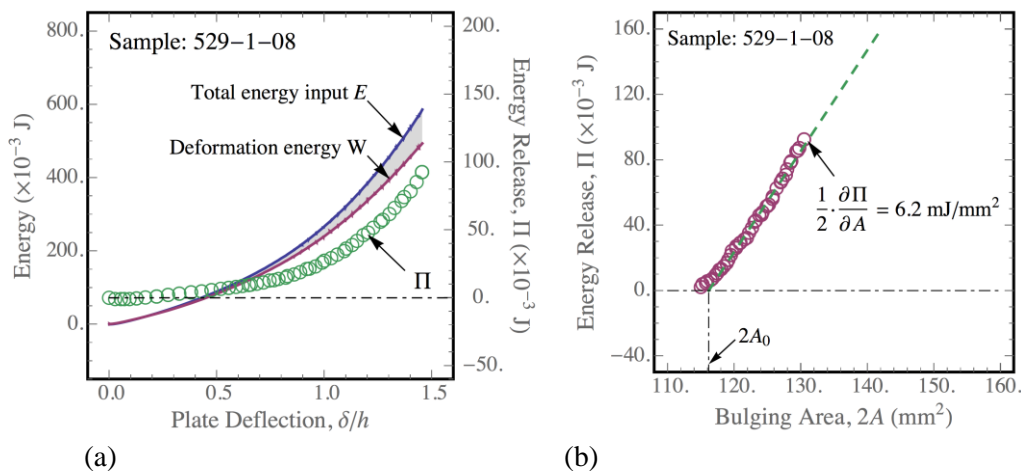 Sample: 529−1−08
Total energy input E
Deformation energy W
Π
800.
600.
400.
200.
0.
Energy (×10⁻³ J)
200.
150.
100.
50.
0.
−50.
Energy Release, Π (×10⁻³ J)
0.0 0.5 1.0 1.5
Plate Deflection, δ/h
(a)
Sample: 529−1−08
160.
120.
80.
40.
0.
−40.
Energy Release, Π (×10⁻³ J)
1/2 · ∂Π/∂A = 6.2 mJ/mm²
2A₀
110. 120. 130. 140. 150. 160.
Bulging Area, 2A (mm²)
(b)